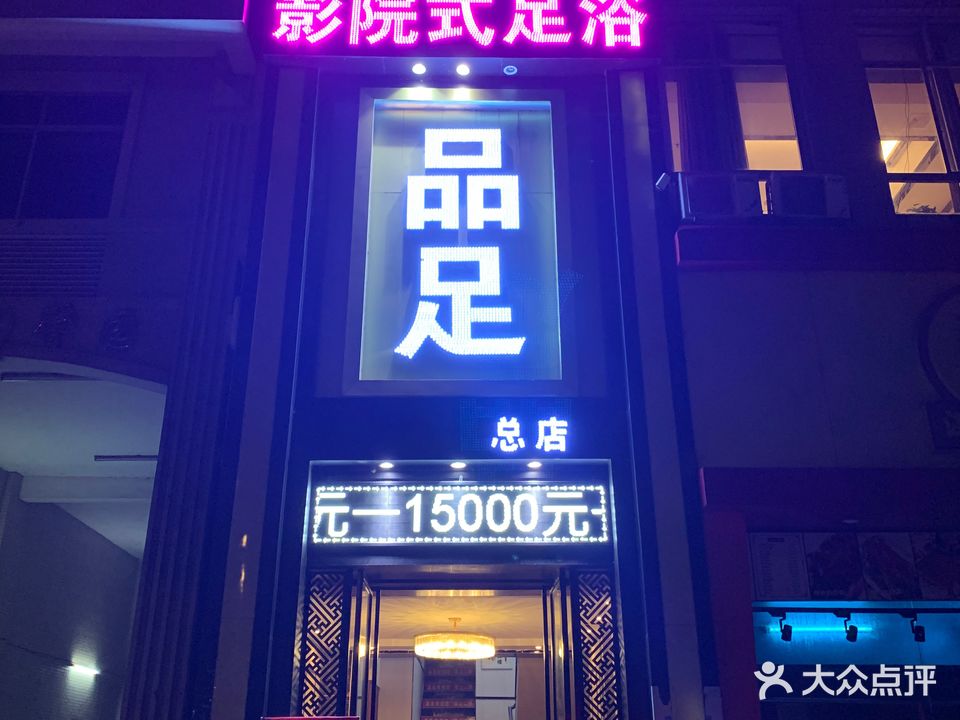 影院式足浴
品
足
总店
元—15000元-
大众点评